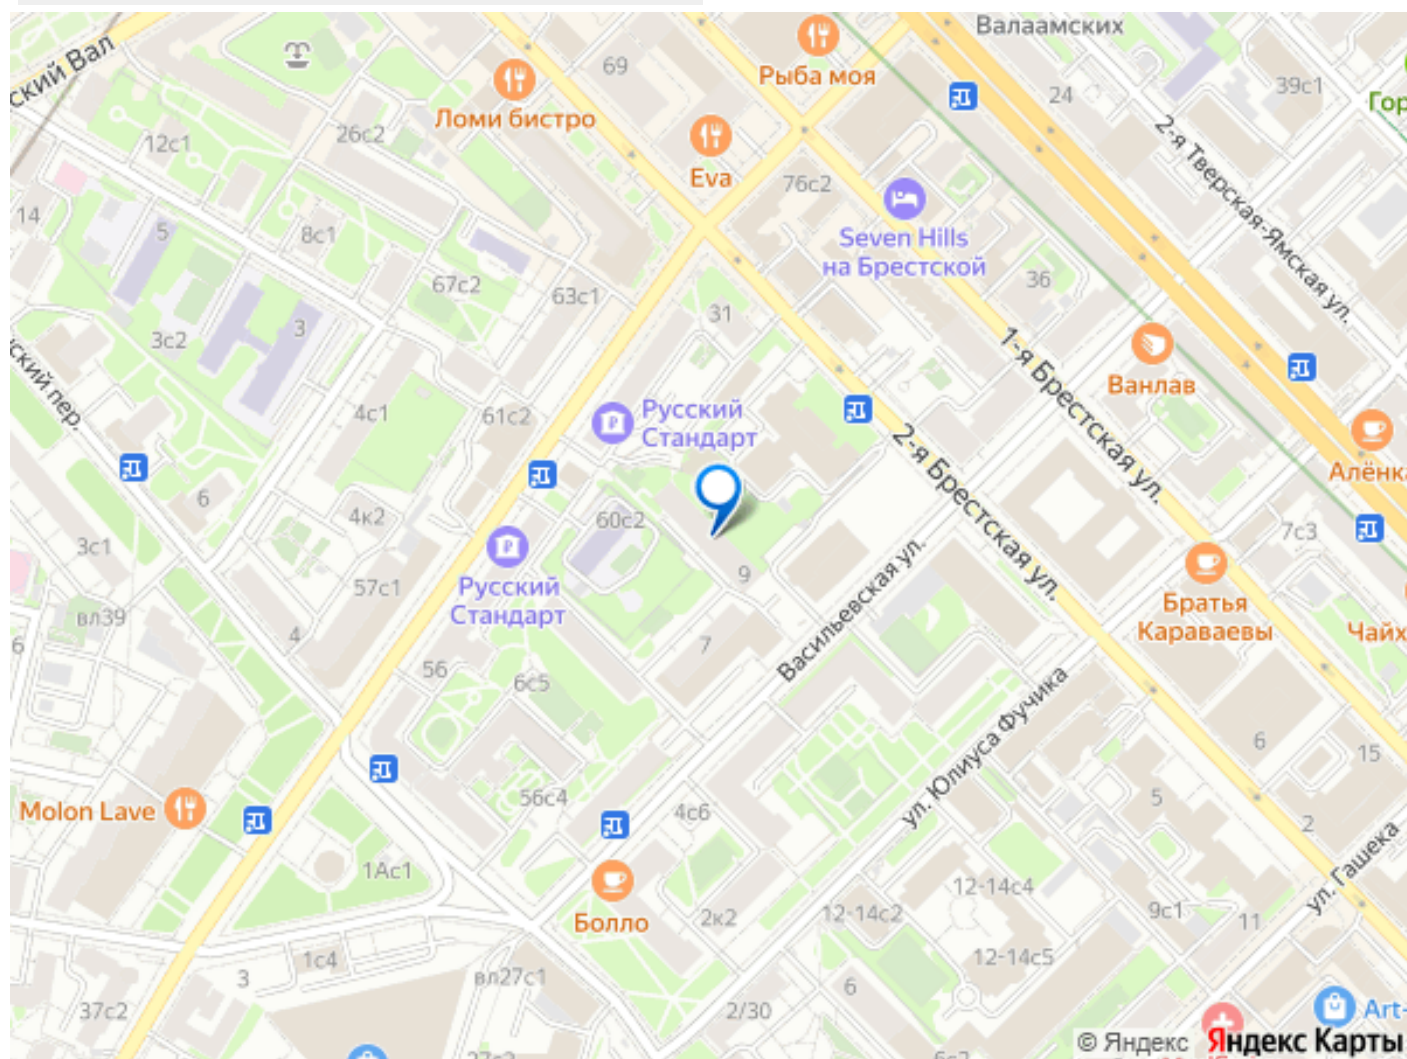 ский Вал
69
Ломи бистро
26с2
12с1
Eva
Рыба моя
Валаамских
24
39с1
Гор
2-я Тверская-Ямская ул.
76с2
Seven Hills
на Брестской
36
14
5
8с1
67с2
63с1
3с2
3
31
ский пер.
4с1
61с2
Русский
Стандарт
1-я Брестская ул.
Ванлав
Алёнка
2-я Брестская ул.
6
4к2
3с1
57с1
60с2
Русский
Стандарт
9
7с3
Братья
Караваевы
Чайх
вл39
6
4
56
6с5
7
Васильевская ул.
ул. Юлиуса Фучика
6
15
5
2
ул. Гашека
Molon Lave
56с4
4с6
1Ас1
Болло
2к2
12-14с4
12-14с2
12-14с5
9с1
11
1с4
3
вл27с1
37с2
2/30
6
Art-
© Яндекс Яндекс Карты